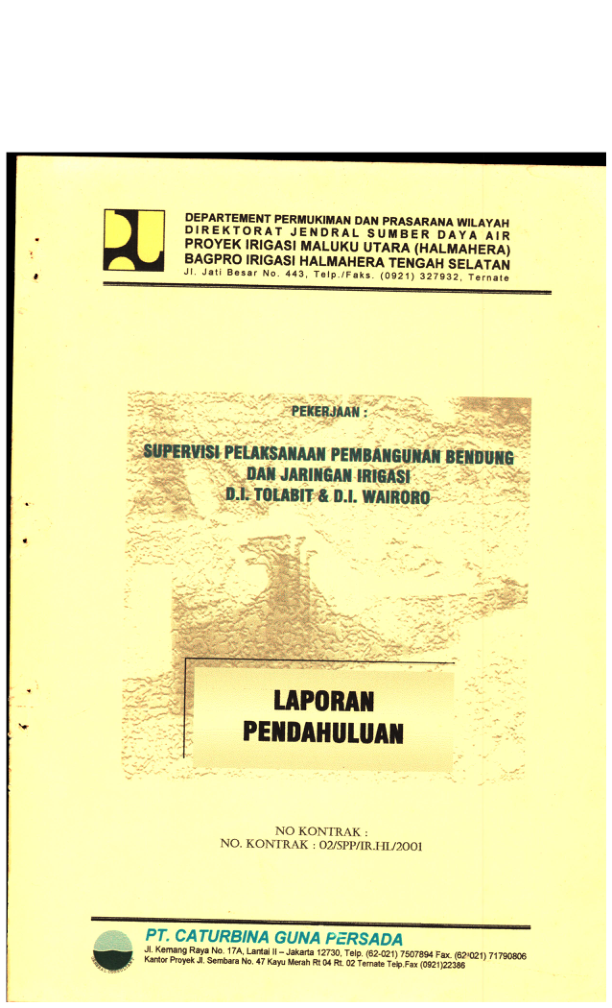 DEPARTEMENT PERMUKIMAN DAN PRASARANA WILAYAH
DIREKTORAT JENDRAL SUMBER DAYA AIR
PROYEK IRIGASI MALUKU UTARA (HALMAHERA)
BAGPRO IRIGASI HALMAHERA TENGAH SELATAN
Jl. Jati Besar No. 443, Telp./Faks. (0921) 327932, Ternate
PEKERJAAN :
SUPERVISI PELAKSANAAN PEMBANGUNAN BENDUNG
DAN JARINGAN IRIGASI
D.I. TOLABIT & D.I. WAIRORO
LAPORAN
PENDAHULUAN
NO KONTRAK :
NO. KONTRAK : 02/SPP/IR.HL/2001
PT. CATURBINA GUNA PERSADA
Jl. Kemang Raya No. 17A, Lantai II – Jakarta 12730, Telp. (62-021) 7507894 Fax. (62-021) 71790806
Kantor Proyek Jl. Sembara No. 47 Kayu Merah Rt 04 Rt. 02 Ternate Telp.Fax (0921)22386